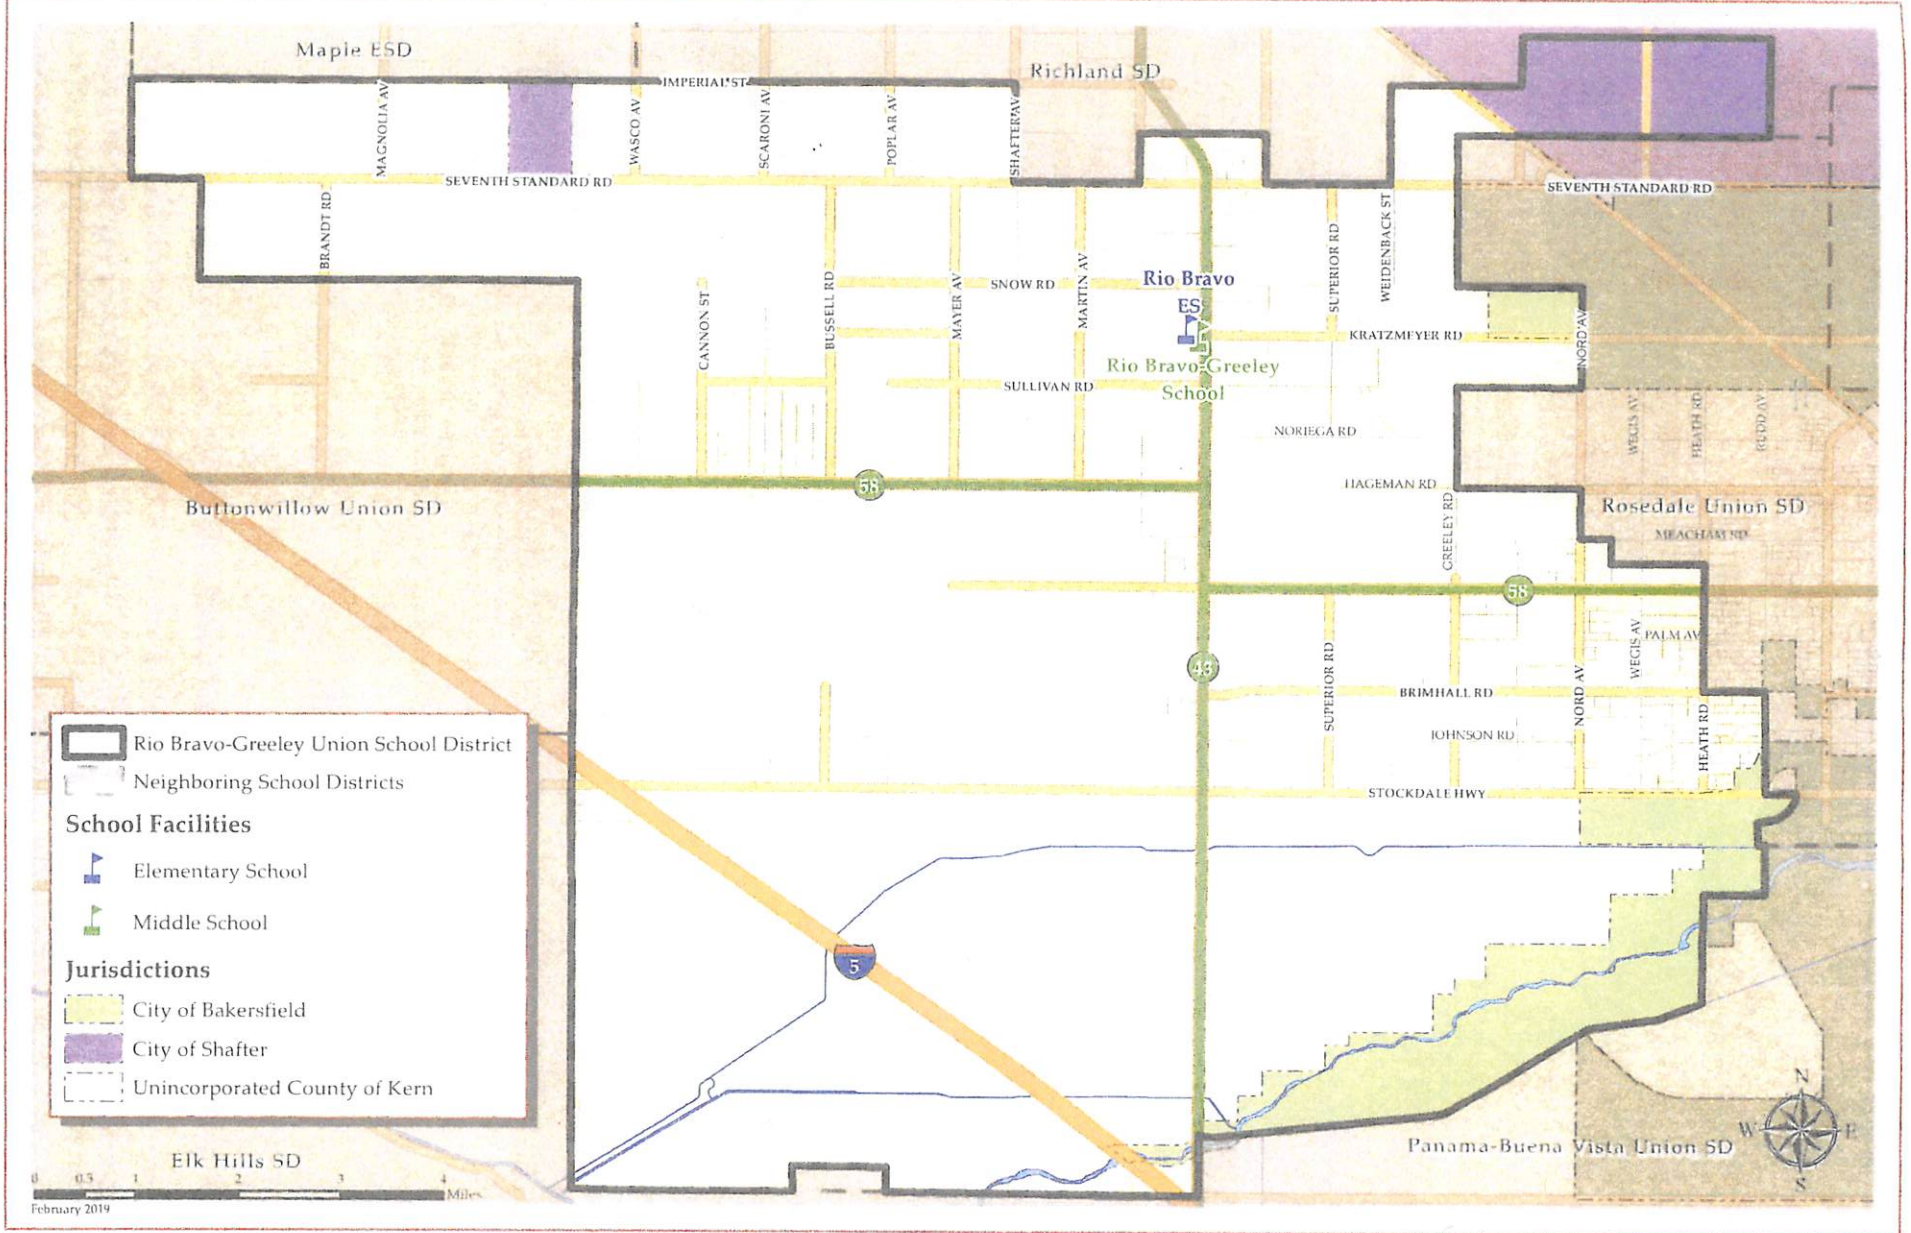 Maple ESD
Richland SD
IMPERIAL ST
MAGNOLIA AV
WASCO AV
SCARONI AV
POPLAR AV
SHAFTER AV
SEVENTH STANDARD RD
SEVENTH STANDARD RD
BRANDT RD
CANNON ST
BUSSELL RD
MAYER AV
MARTIN AV
SUPERIOR RD
WEIDENBACK ST
SNOW RD
Rio Bravo
ES
KRATZMEYER RD
NORD AV
Rio Bravo-Greeley
School
SULLIVAN RD
NORIEGA RD
WEGIS AV
HEATH RD
RUDD AV
HAGEMAN RD
58
Buttonwillow Union SD
GREELEY RD
Rosedale Union SD
MEACHAM RD
58
43
SUPERIOR RD
WEGIS AV
PALM AV
BRIMHALL RD
NORD AV
JOHNSON RD
HEATH RD
STOCKDALE HWY
5
Rio Bravo-Greeley Union School District
Neighboring School Districts
School Facilities
Elementary School
Middle School
Jurisdictions
City of Bakersfield
City of Shafter
Unincorporated County of Kern
Elk Hills SD
Panama-Buena Vista Union SD
N
W
E
S
0 0.5 1 2 3 4
Miles
February 2019